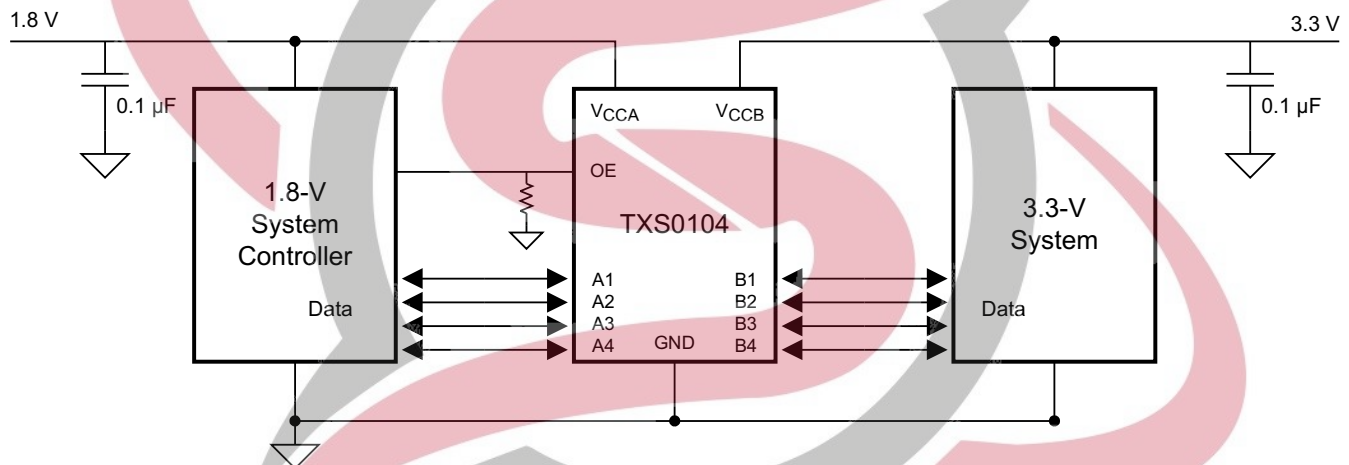 1.8 V
3.3 V
0.1 µF
VCCA
VCCB
0.1 µF
OE
1.8-V
System
Controller
TXS0104
3.3-V
System
A1
B1
A2
B2
Data
Data
A3
B3
A4
GND
B4